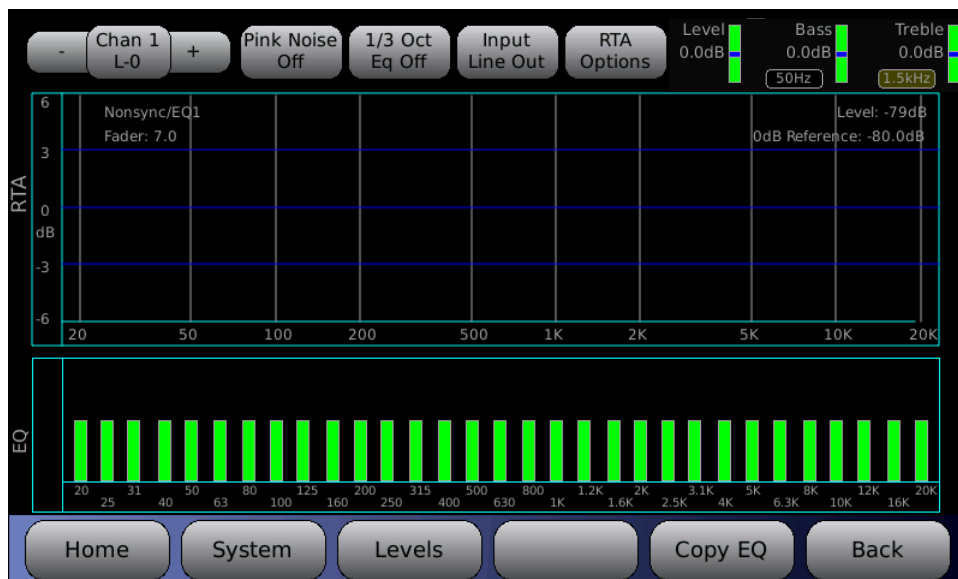 - Chan 1 L-0 +
Pink Noise Off
1/3 Oct Eq Off
Input Line Out
RTA Options
Level
0.0dB
Bass
0.0dB
50Hz
Treble
0.0dB
1.5kHz
RTA
6
3
0
dB
-3
-6
Nonsync/EQ1
Fader: 7.0
Level: -79dB
0dB Reference: -80.0dB
20 50 100 200 500 1K 2K 5K 10K 20K
EQ
20 31 50 80 125 200 315 500 800 1.2K 2K 3.1K 5K 8K 12K 20K
25 40 63 100 160 250 400 630 1K 1.6K 2.5K 4K 6.3K 10K 16K
Home System Levels Copy EQ Back